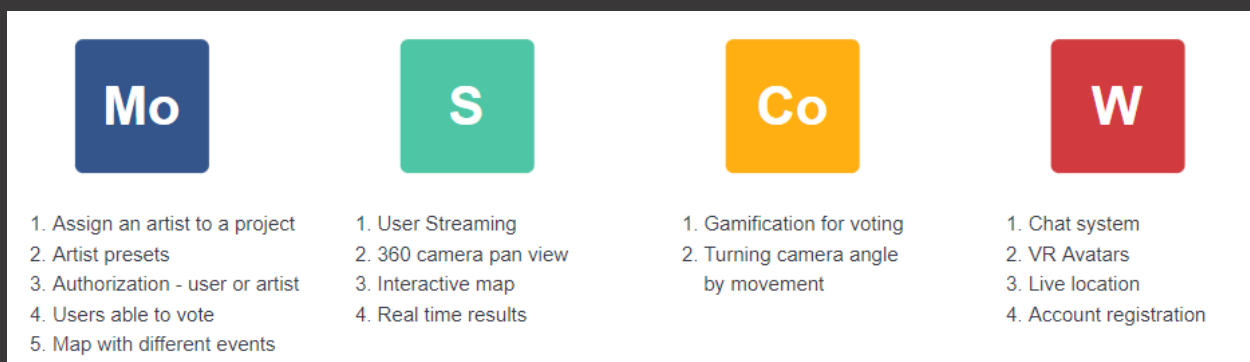 Mo
1. Assign an artist to a project
2. Artist presets
3. Authorization - user or artist
4. Users able to vote
5. Map with different events
S
1. User Streaming
2. 360 camera pan view
3. Interactive map
4. Real time results
Co
1. Gamification for voting
2. Turning camera angle
by movement
W
1. Chat system
2. VR Avatars
3. Live location
4. Account registration